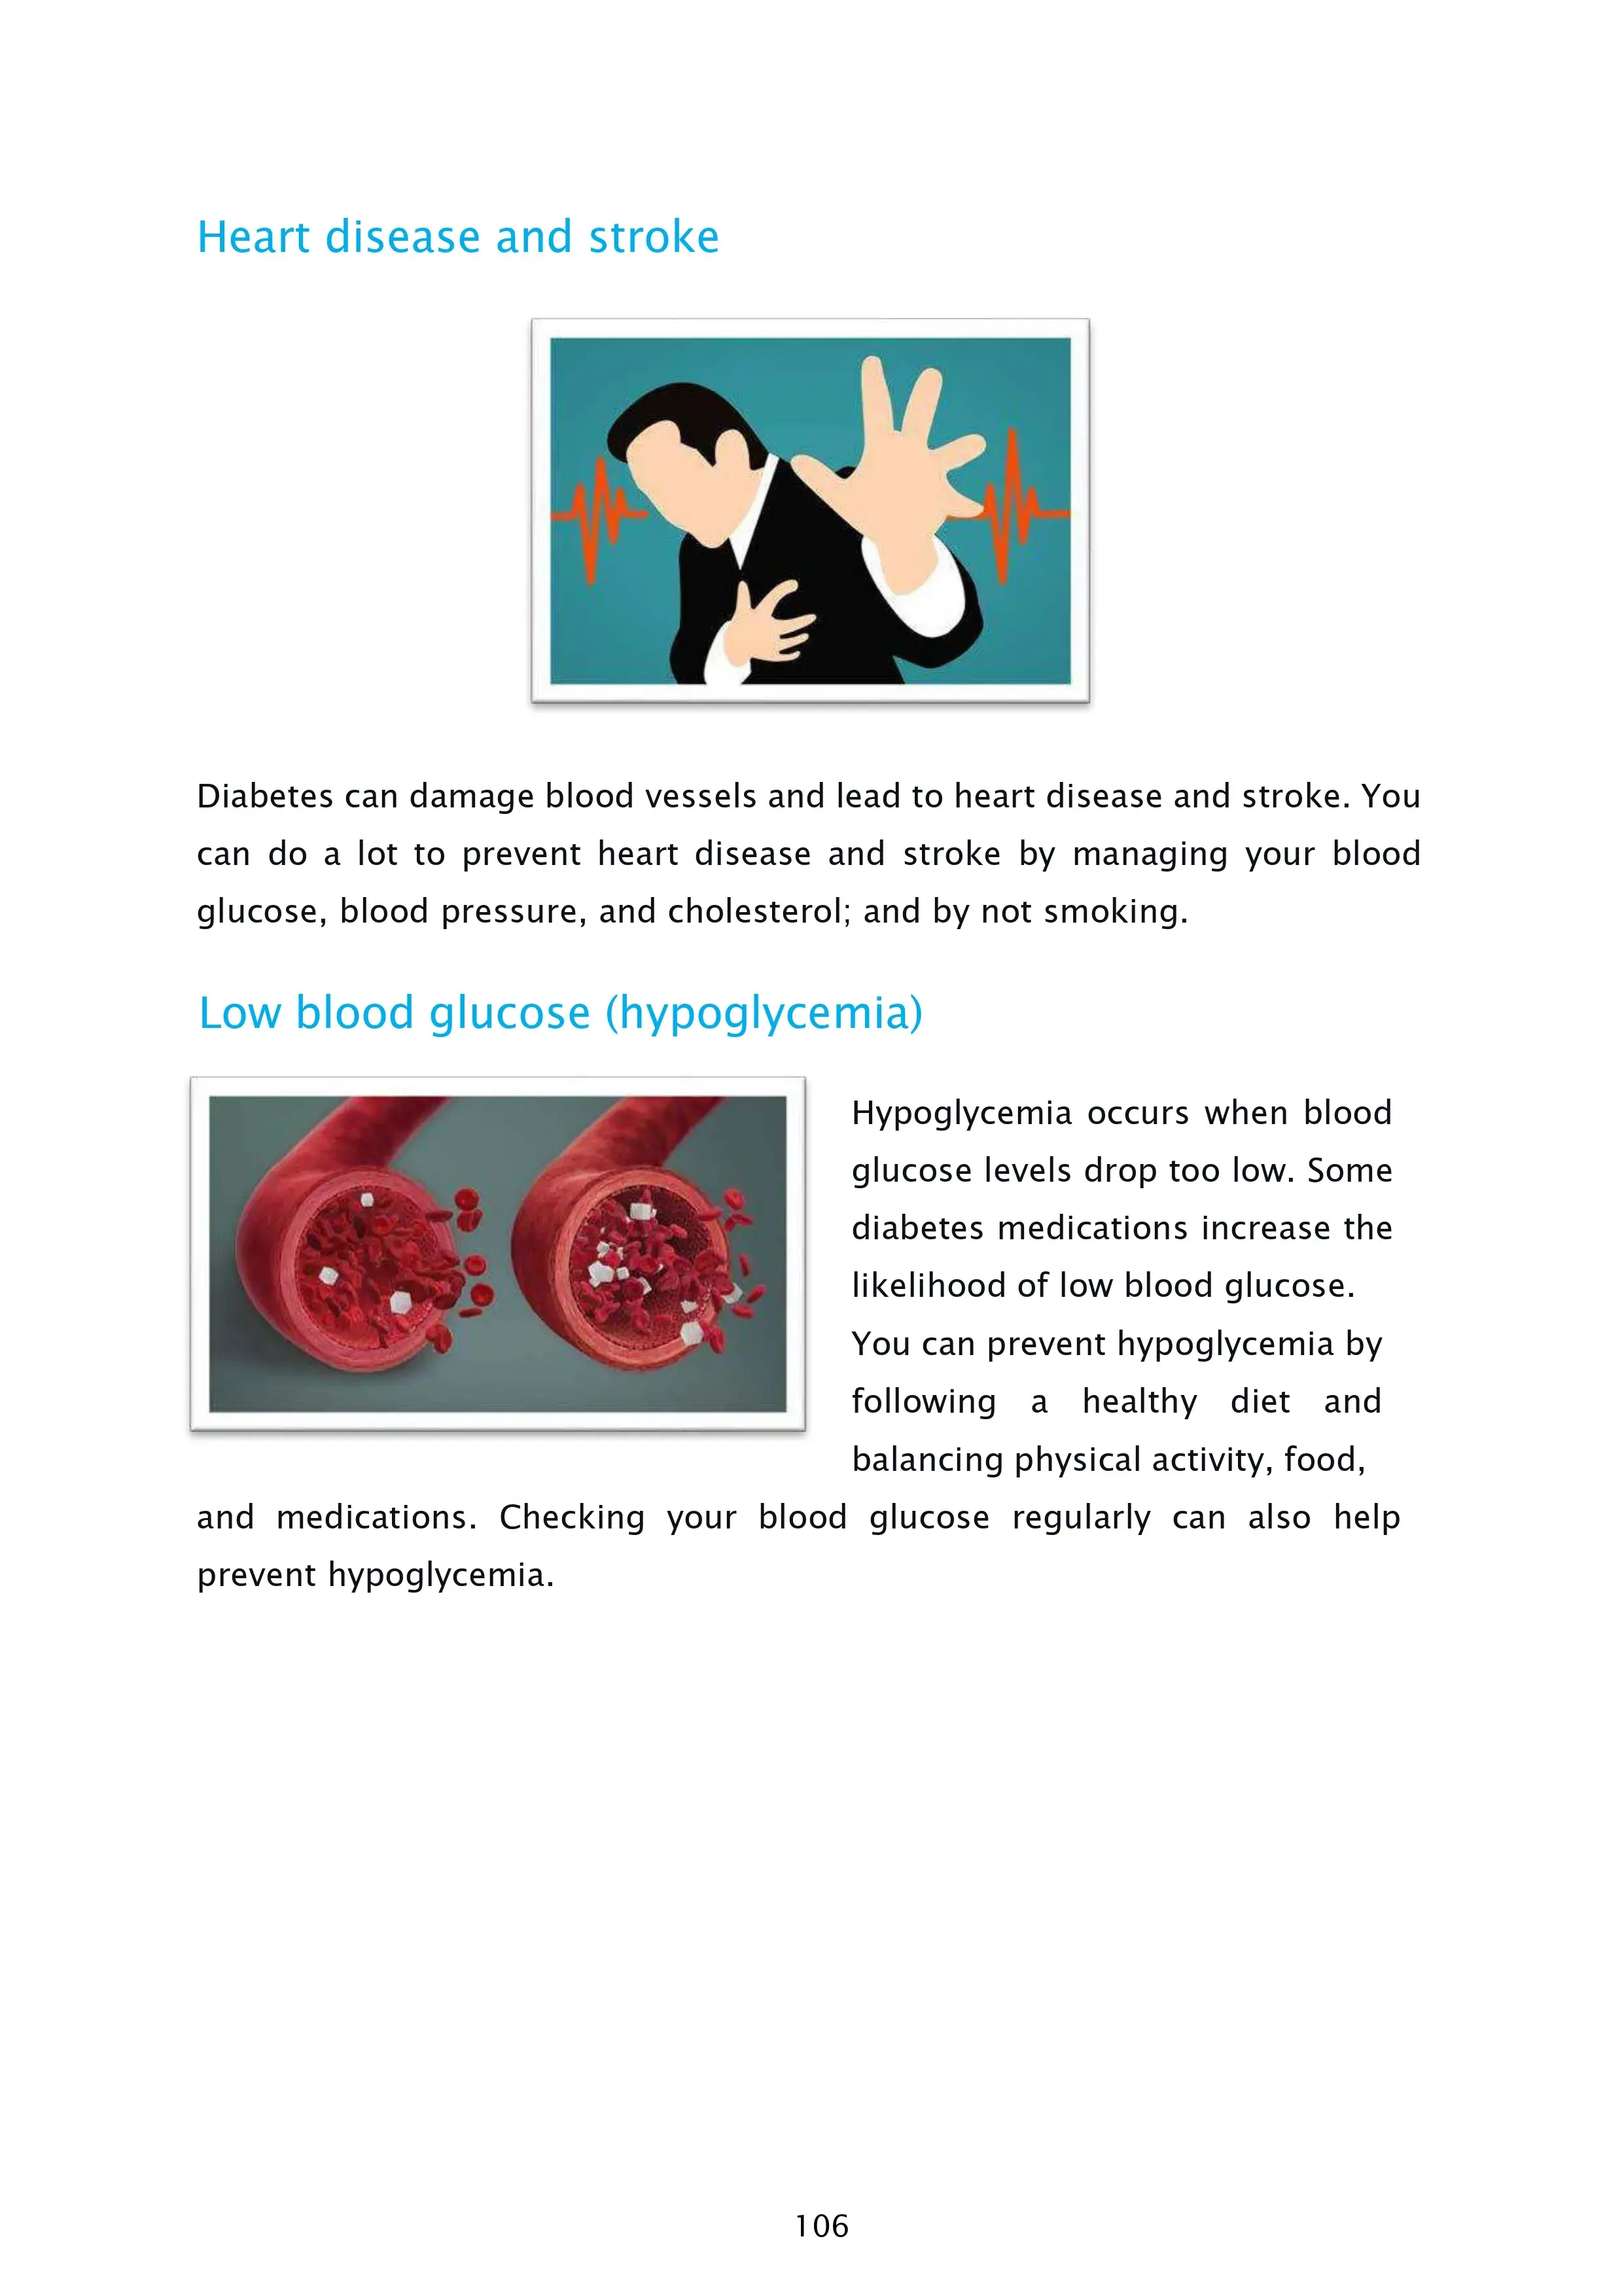 Heart disease and stroke
Diabetes can damage blood vessels and lead to heart disease and stroke. You
can do a lot to prevent heart disease and stroke by managing your blood
glucose, blood pressure, and cholesterol; and by not smoking.
Low blood glucose (hypoglycemia)
Hypoglycemia occurs when blood
glucose levels drop too low. Some
diabetes medications increase the
likelihood of low blood glucose.
You can prevent hypoglycemia by
following a healthy diet and
balancing physical activity, food,
and medications. Checking your blood glucose regularly can also help
prevent hypoglycemia.
106